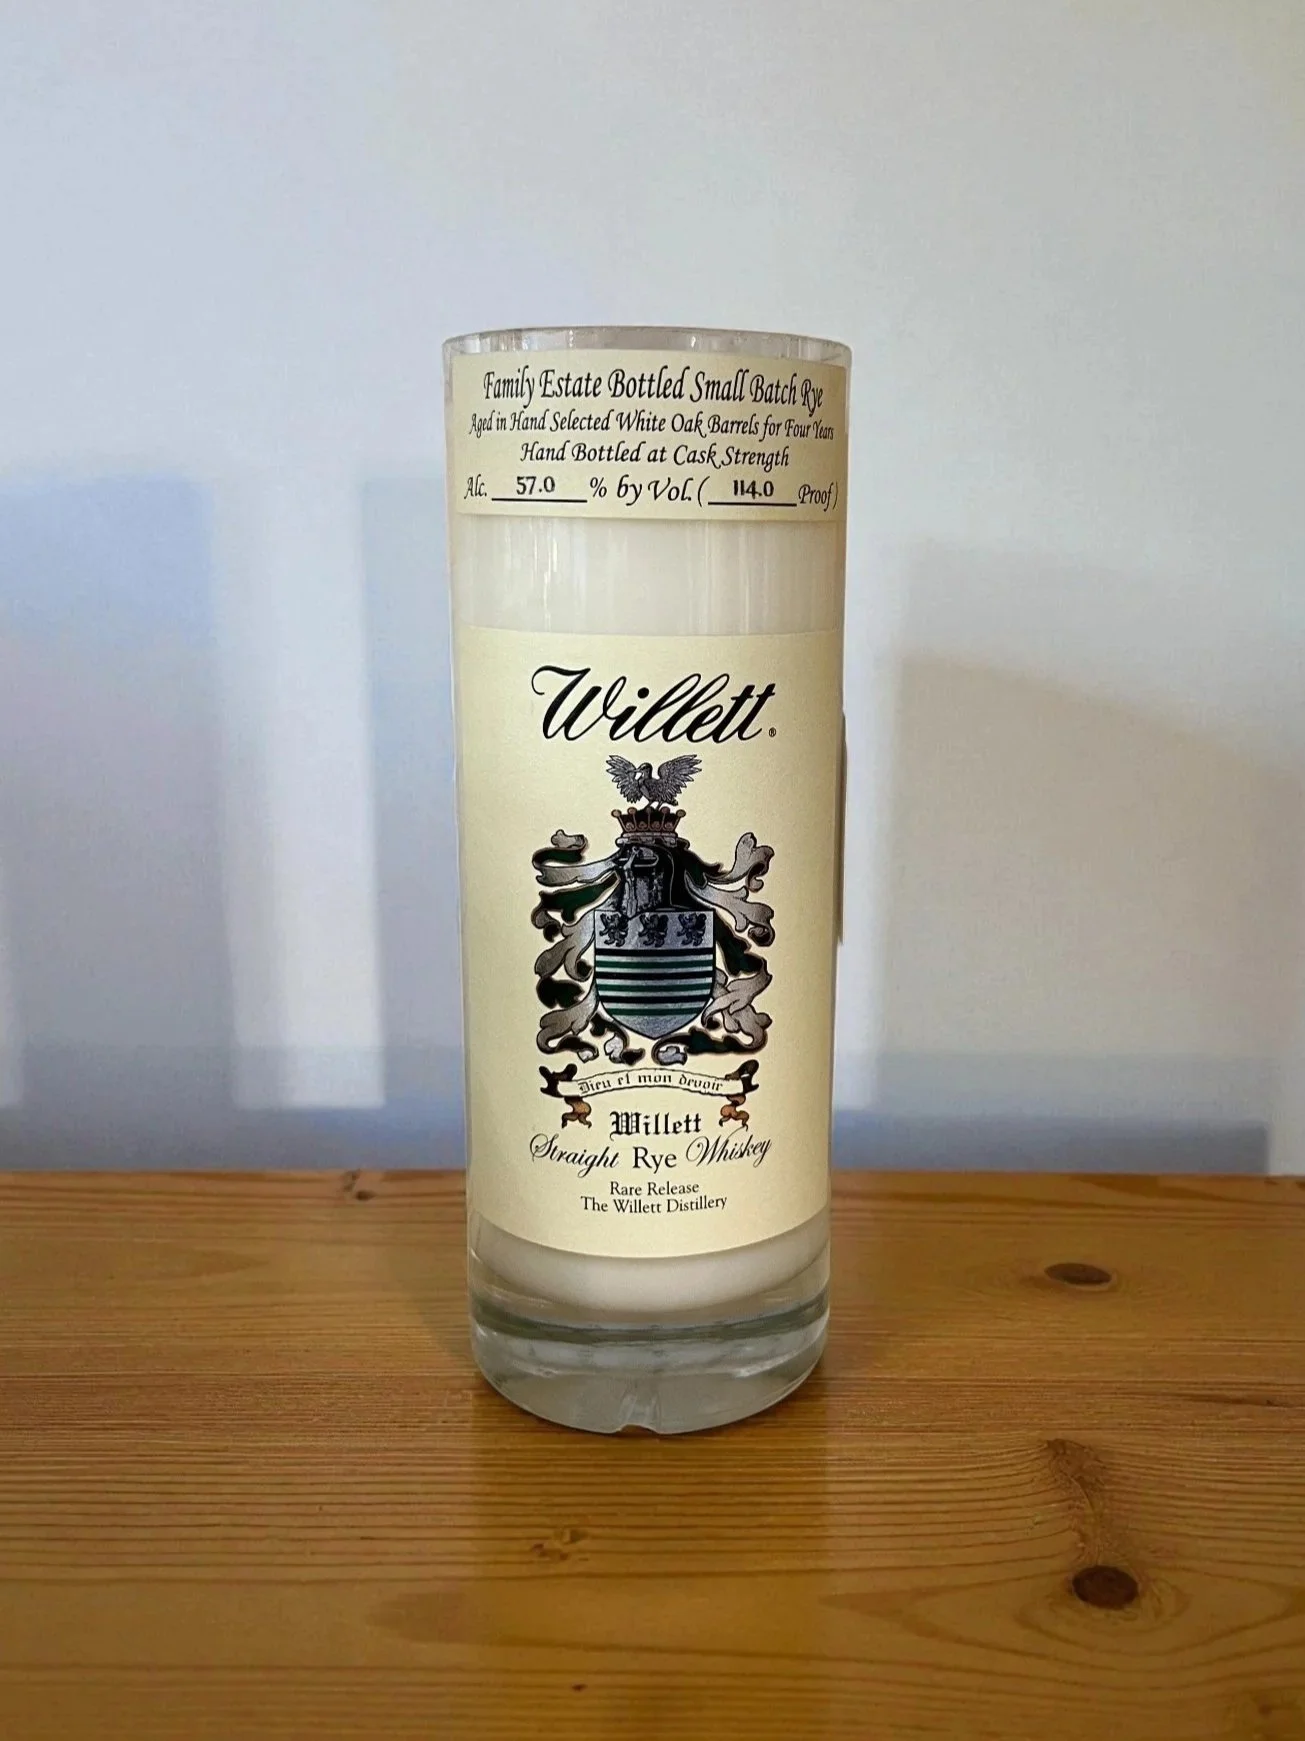 Family Estate Bottled Small Batch Rye
Aged in Hand Selected White Oak Barrels for Four Years
Hand Bottled at Cask Strength
Alc. 57.0 % by Vol. ( 114.0 Proof )
Willett®
Dieu et mon devoir
Willett
Straight Rye Whiskey
Rare Release
The Willett Distillery